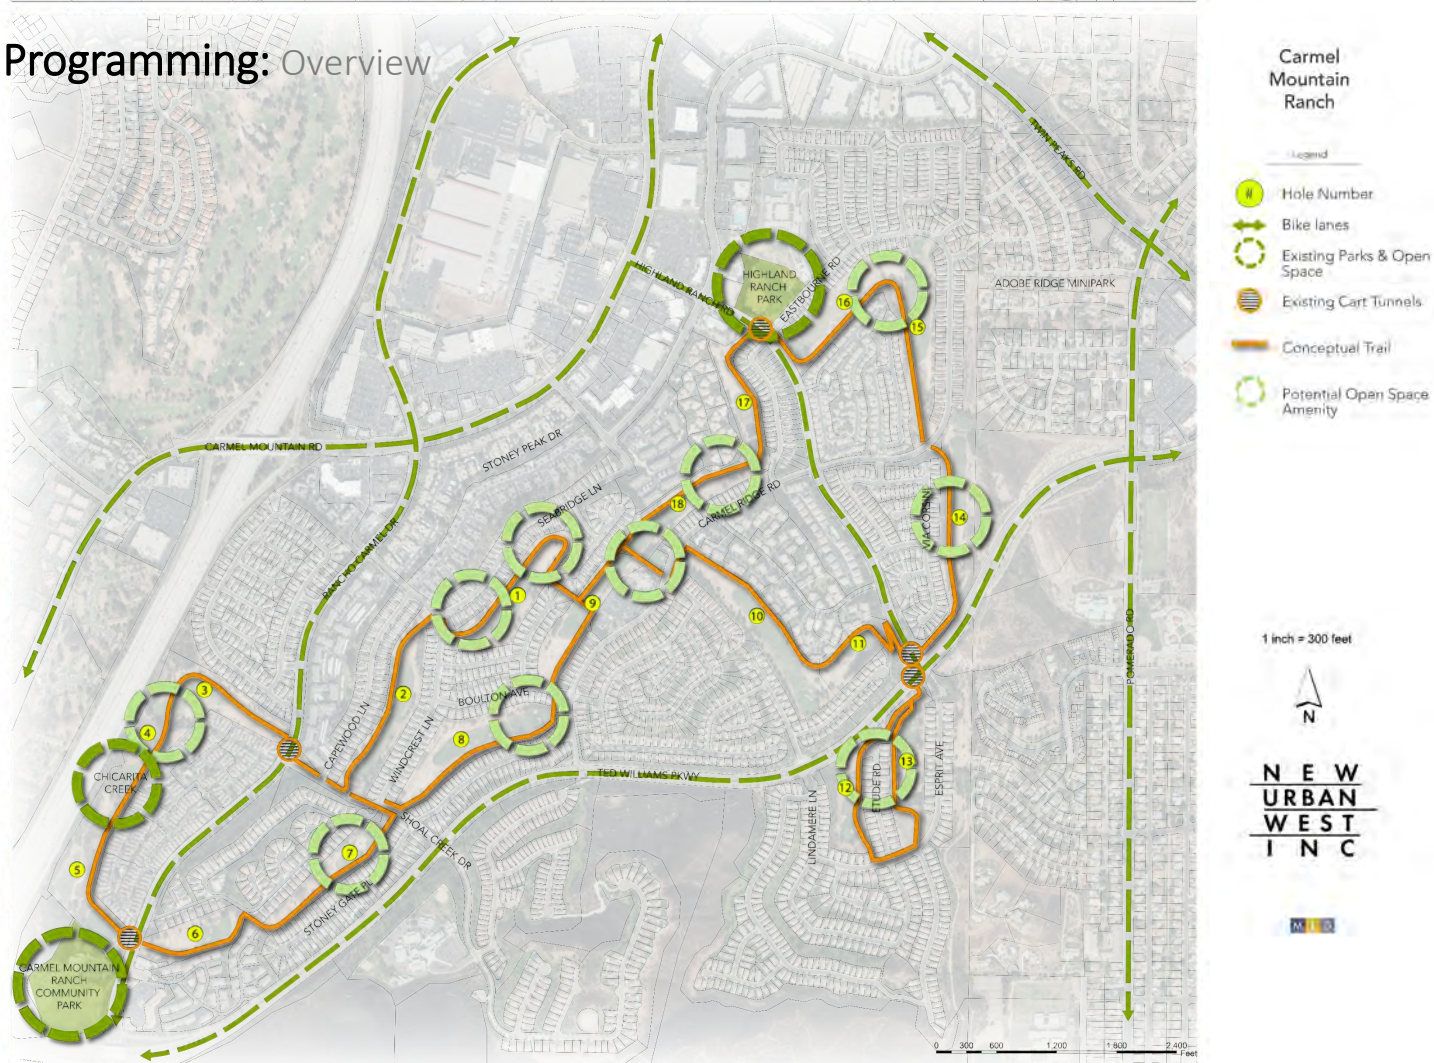 Programming: Overview
Carmel
Mountain
Ranch
Legend
#
Hole Number
Bike lanes
Existing Parks & Open
Space
Existing Cart Tunnels
Conceptual Trail
Potential Open Space
Amenity
1 inch = 300 feet
N
NEW
URBAN
WEST
INC
TWIN PEAKS RD
HIGHLAND RANCH RD
HIGHLAND
RANCH
PARK
EASTBOURNE RD
ADOBE RIDGE MINIPARK
16
15
17
CARMEL MOUNTAIN RD
STONEY PEAK DR
SEABRIDGE LN
18
CARMEL RIDGE RD
14
RANCHO CARMEL DR
1
9
10
11
POMERADO RD
3
2
BOULTON AVE
4
CAPEWOOD LN
WINDCREST LN
8
CHICARITA
CREEK
TED WILLIAMS PKWY
13
12
ETUDE RD
ESPRIT AVE
LINDAMERE LN
SHOAL CREEK DR
7
5
STONEY GATE PL
6
CARMEL MOUNTAIN
RANCH
COMMUNITY
PARK
0 300 600 1,200 1,800 2,400
Feet